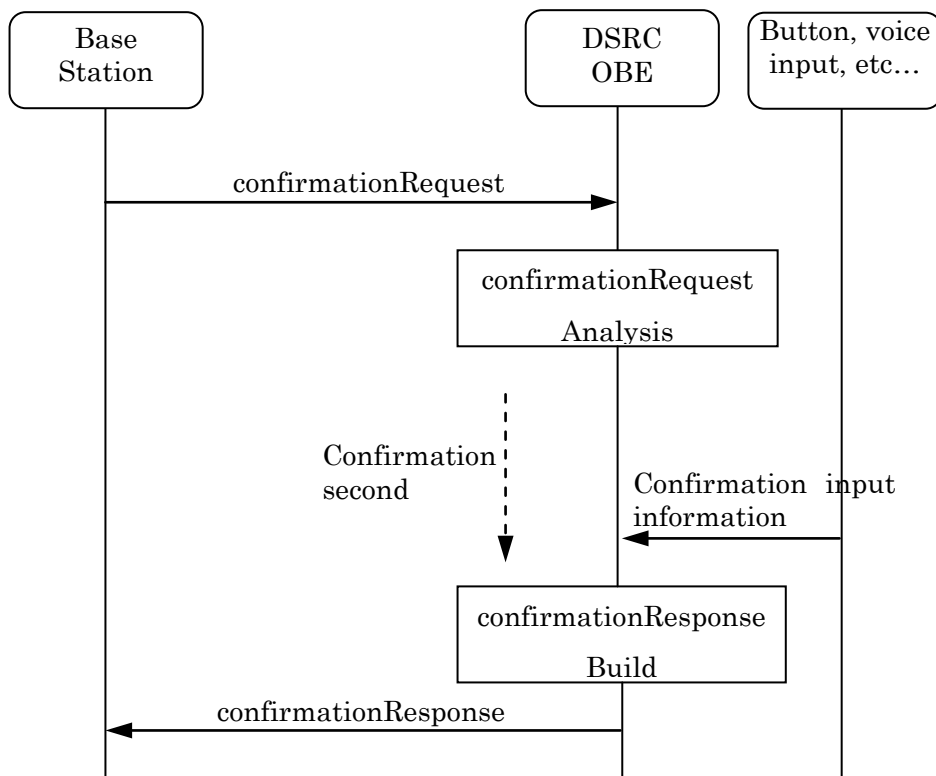 Base
Station
DSRC
OBE
Button, voice
input, etc…
confirmationRequest
confirmationRequest
Analysis
Confirmation
second
Confirmation input
information
confirmationResponse
Build
confirmationResponse